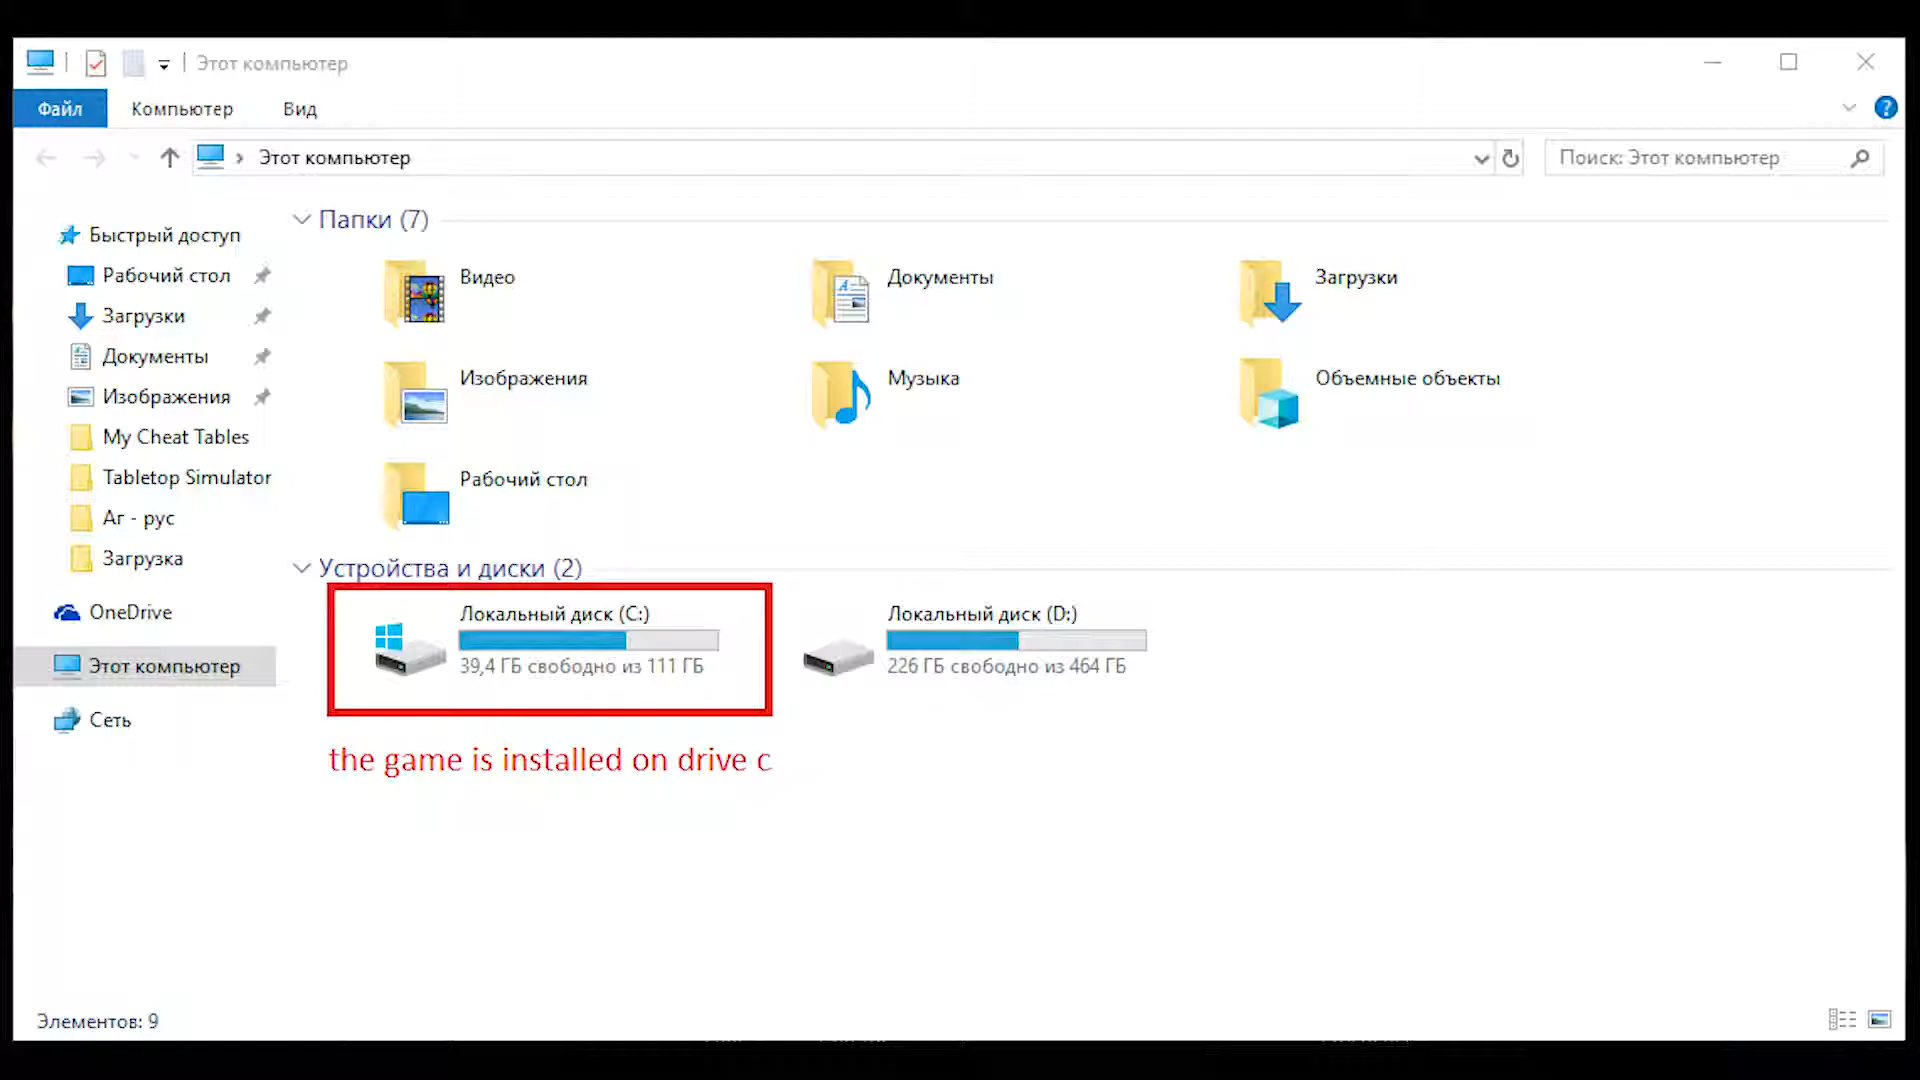 Этот компьютер
Файл Компьютер Вид
Этот компьютер
Поиск: Этот компьютер
Быстрый доступ
Рабочий стол
Загрузки
Документы
Изображения
My Cheat Tables
Tabletop Simulator
Аг - рус
Загрузка
OneDrive
Этот компьютер
Сеть
Папки (7)
Видео
Документы
Загрузки
Изображения
Музыка
Объемные объекты
Рабочий стол
Устройства и диски (2)
Локальный диск (C:)
39,4 ГБ свободно из 111 ГБ
Локальный диск (D:)
226 ГБ свободно из 464 ГБ
the game is installed on drive c
Элементов: 9